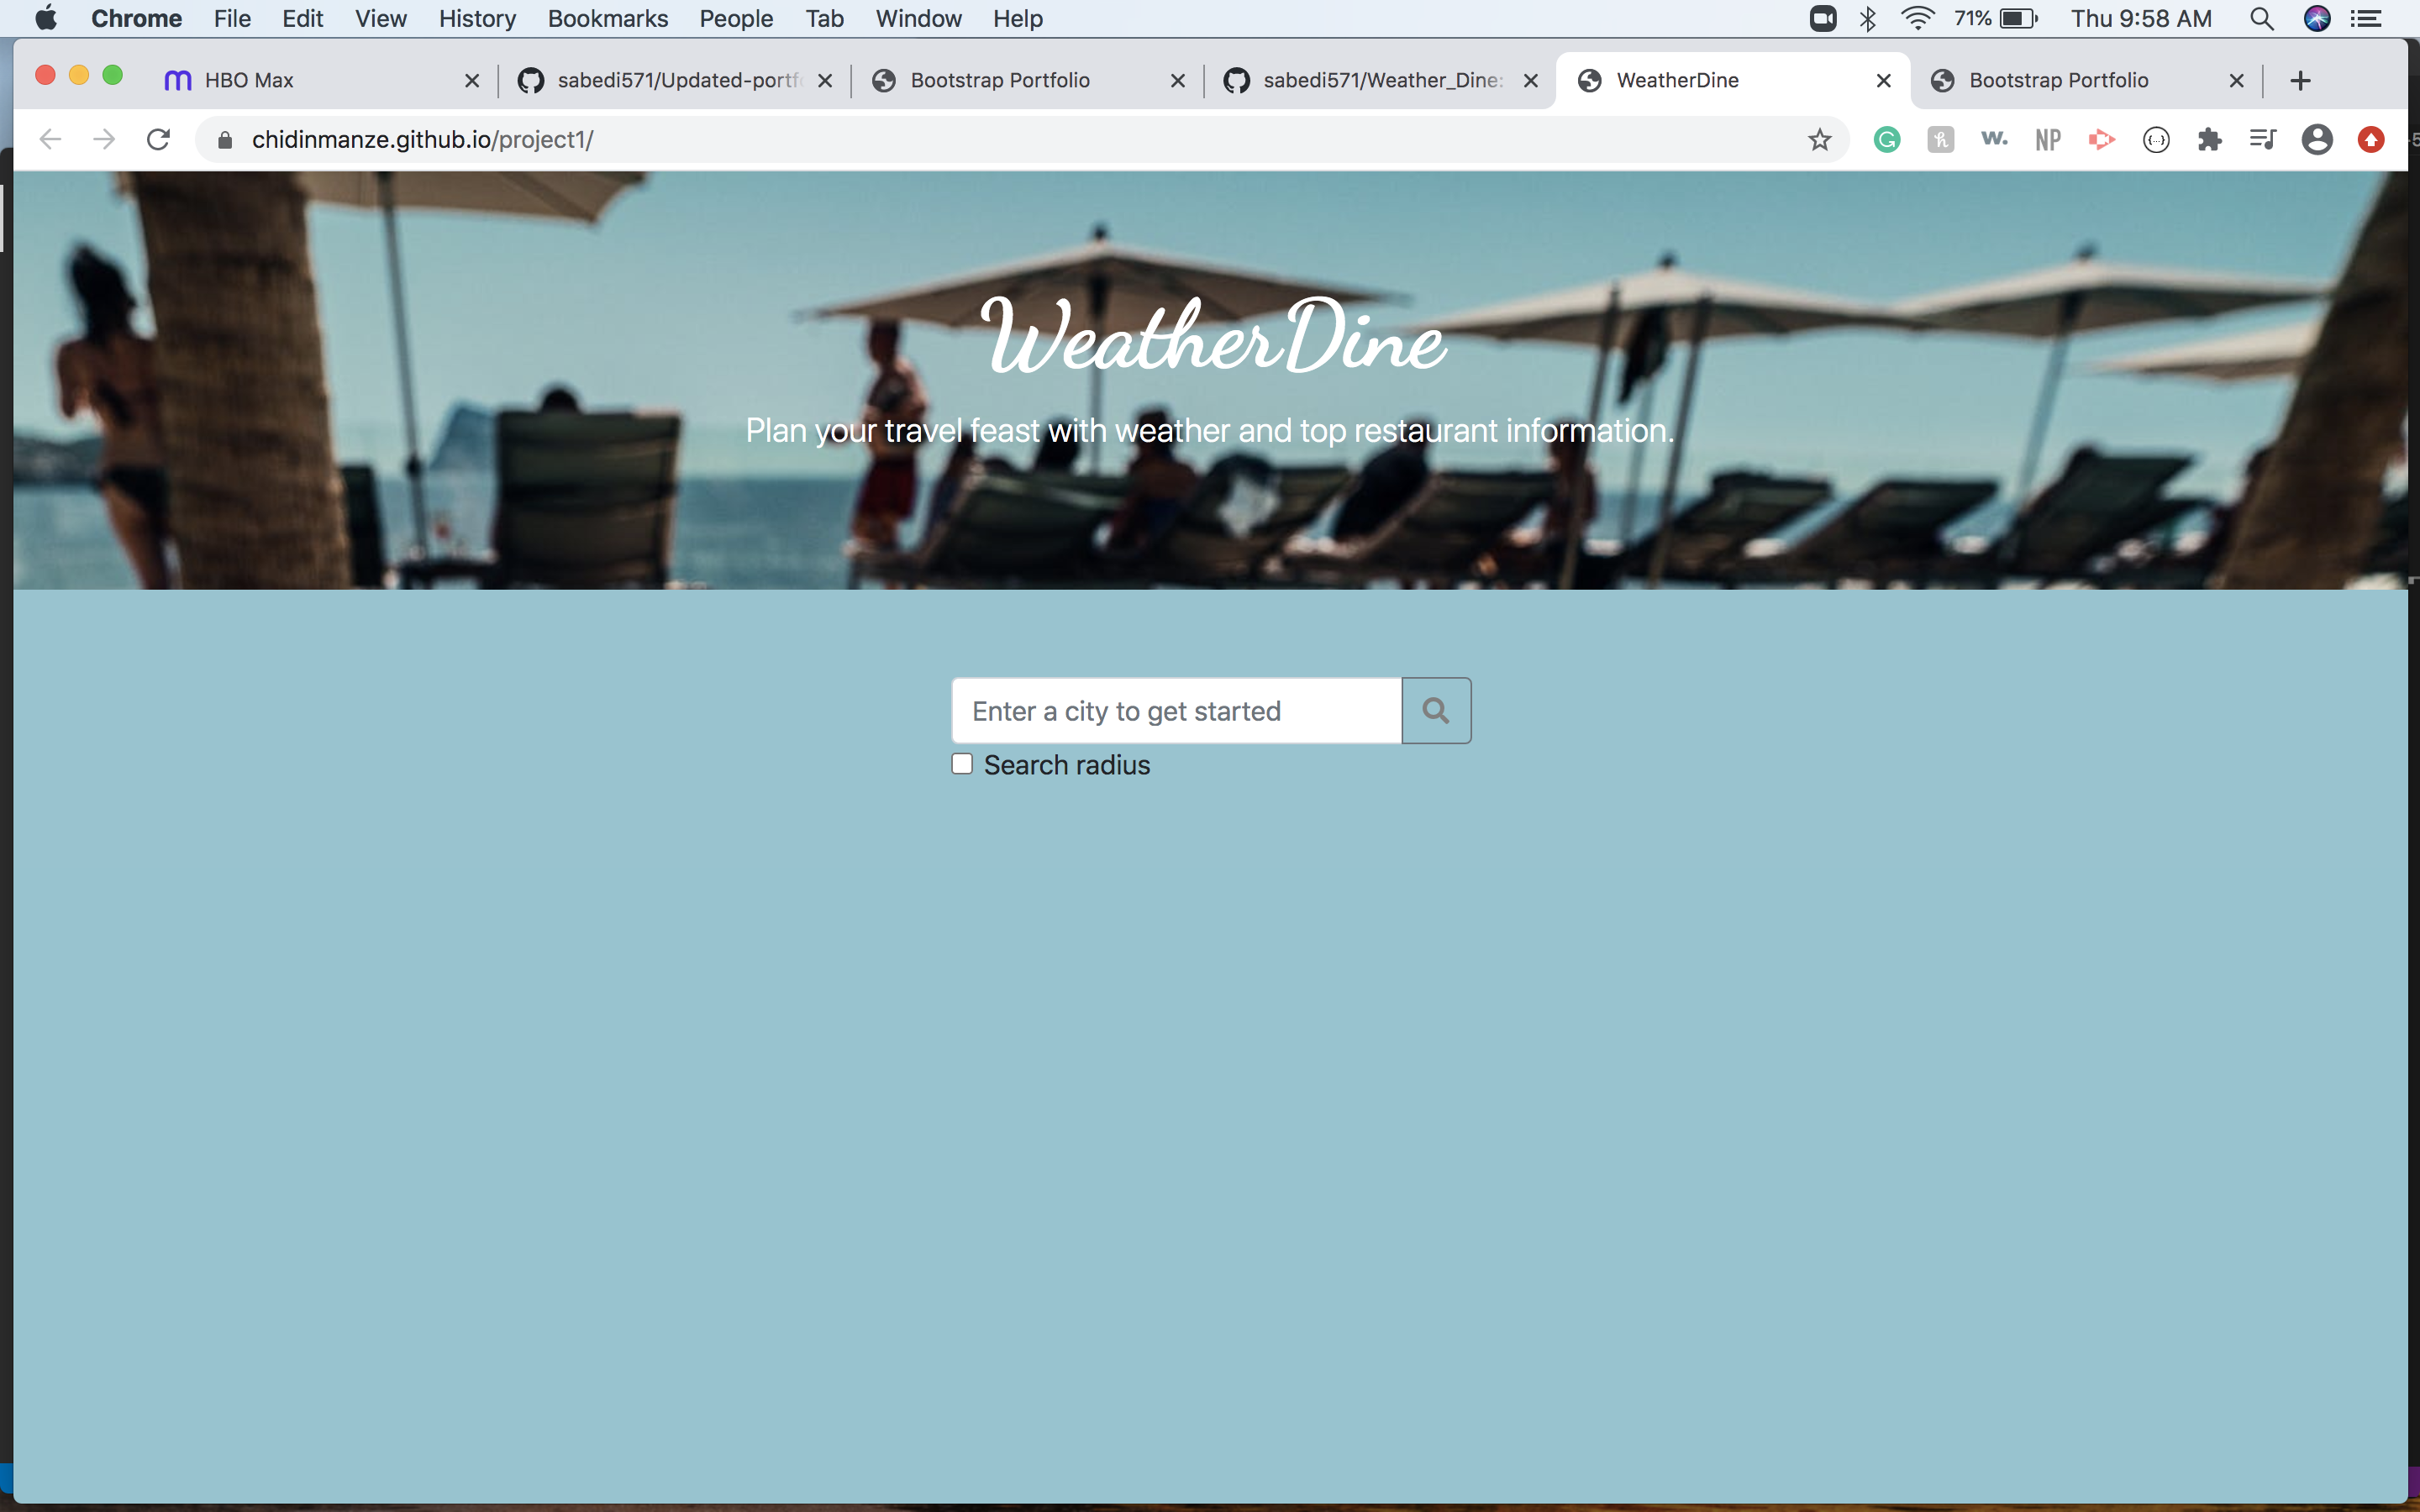 Chrome File Edit View History Bookmarks People Tab Window Help 71% Thu 9:58 AM
HBO Max sabedi571/Updated-portf Bootstrap Portfolio sabedi571/Weather_Dine: WeatherDine Bootstrap Portfolio
chidinmanze.github.io/project1/ w. NP
WeatherDine
Plan your travel feast with weather and top restaurant information.
Enter a city to get started
Search radius